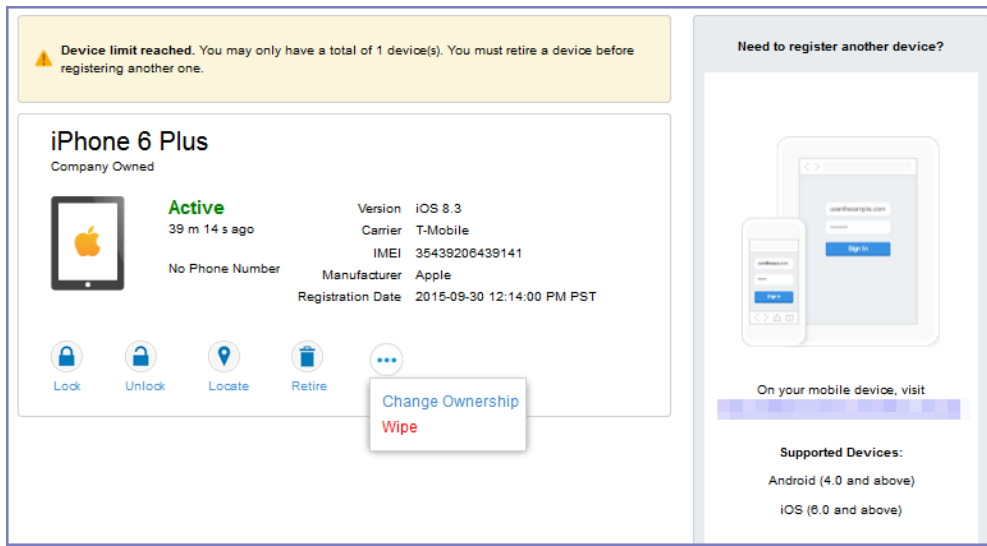 Device limit reached. You may only have a total of 1 device(s). You must retire a device before
registering another one.
iPhone 6 Plus
Company Owned
Active
39 m 14 s ago
No Phone Number
Version iOS 8.3
Carrier T-Mobile
IMEI 35439206439141
Manufacturer Apple
Registration Date 2015-09-30 12:14:00 PM PST
Lock
Unlock
Locate
Retire
Change Ownership
Wipe
Need to register another device?
Sign In
Sign In
On your mobile device, visit
Supported Devices:
Android (4.0 and above)
iOS (6.0 and above)